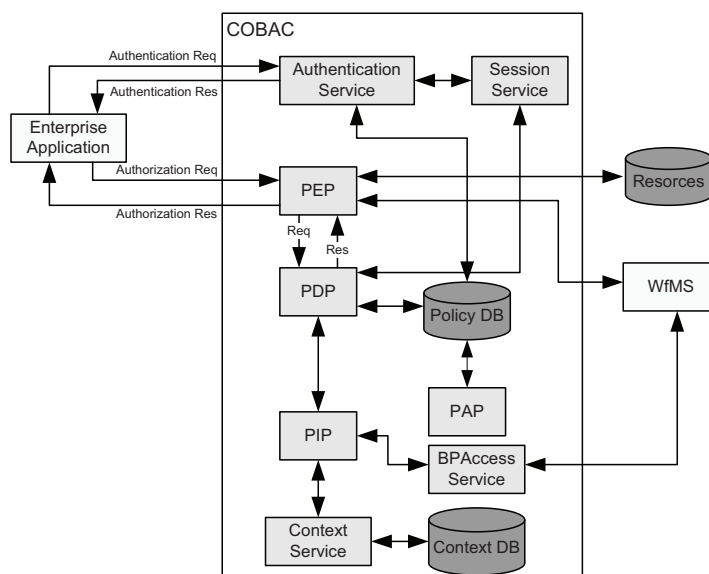 COBAC
Authentication Req
Authentication
Service
Session
Service
Authentication Res
Enterprise
Application
Authorization Req
PEP
Resorces
Authorization Res
Req
Res
PDP
Policy DB
WfMS
PAP
PIP
BPAccess
Service
Context
Service
Context DB